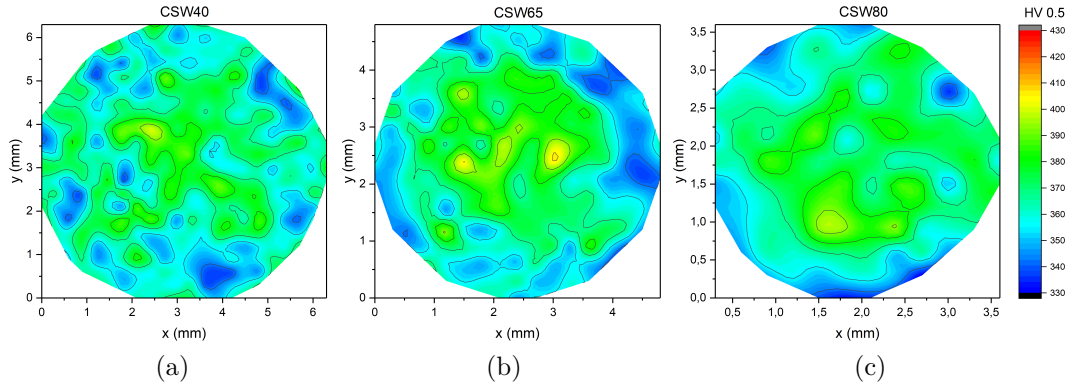 CSW40
CSW65
CSW80
HV 0.5
6
5
4
3
2
1
0
y (mm)
0 1 2 3 4 5 6
x (mm)
4
3
2
1
0
y (mm)
0 1 2 3 4
x (mm)
3,5
3,0
2,5
2,0
1,5
1,0
0,5
0,0
y (mm)
0,5 1,0 1,5 2,0 2,5 3,0 3,5
x (mm)
430
420
410
400
390
380
370
360
350
340
330
(a)
(b)
(c)